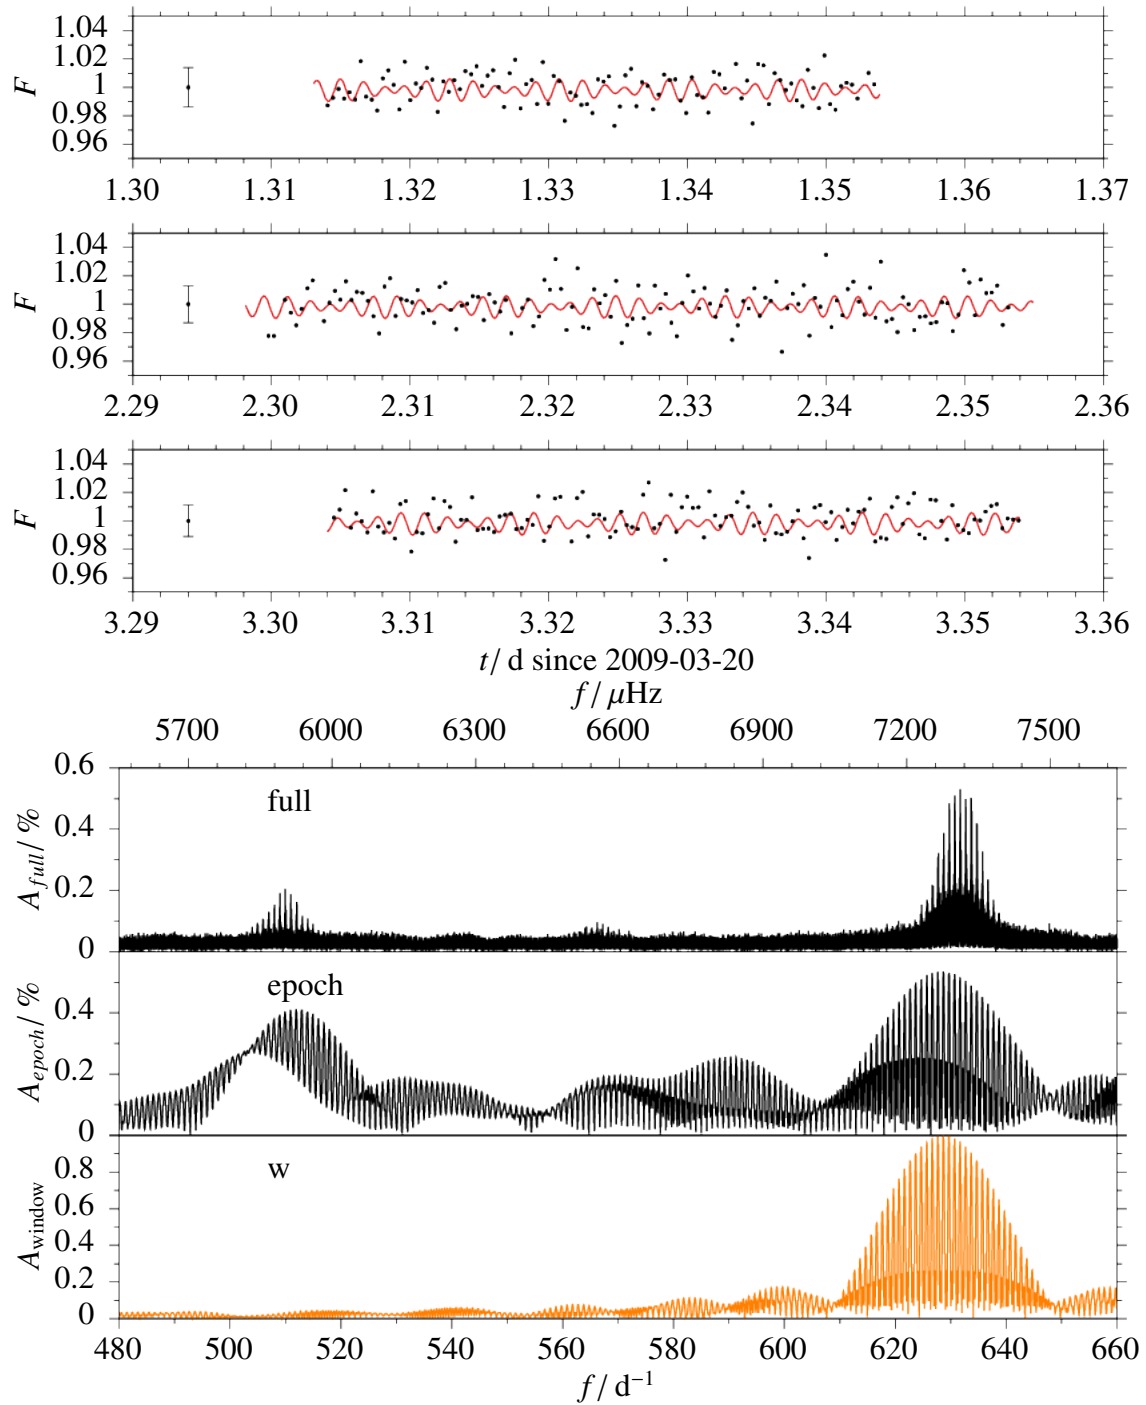 1.04
1.02
1
0.98
0.96
F
1.30 1.31 1.32 1.33 1.34 1.35 1.36 1.37
1.04
1.02
1
0.98
0.96
F
2.29 2.30 2.31 2.32 2.33 2.34 2.35 2.36
1.04
1.02
1
0.98
0.96
F
3.29 3.30 3.31 3.32 3.33 3.34 3.35 3.36
t/ d since 2009-03-20
f/ μHz
5700 6000 6300 6600 6900 7200 7500
0.6
0.4
0.2
0
A_full/ %
full
0.4
0.2
0
A_epoch/ %
epoch
0.8
0.6
0.4
0.2
0
A_window
w
480 500 520 540 560 580 600 620 640 660
f/ d⁻¹